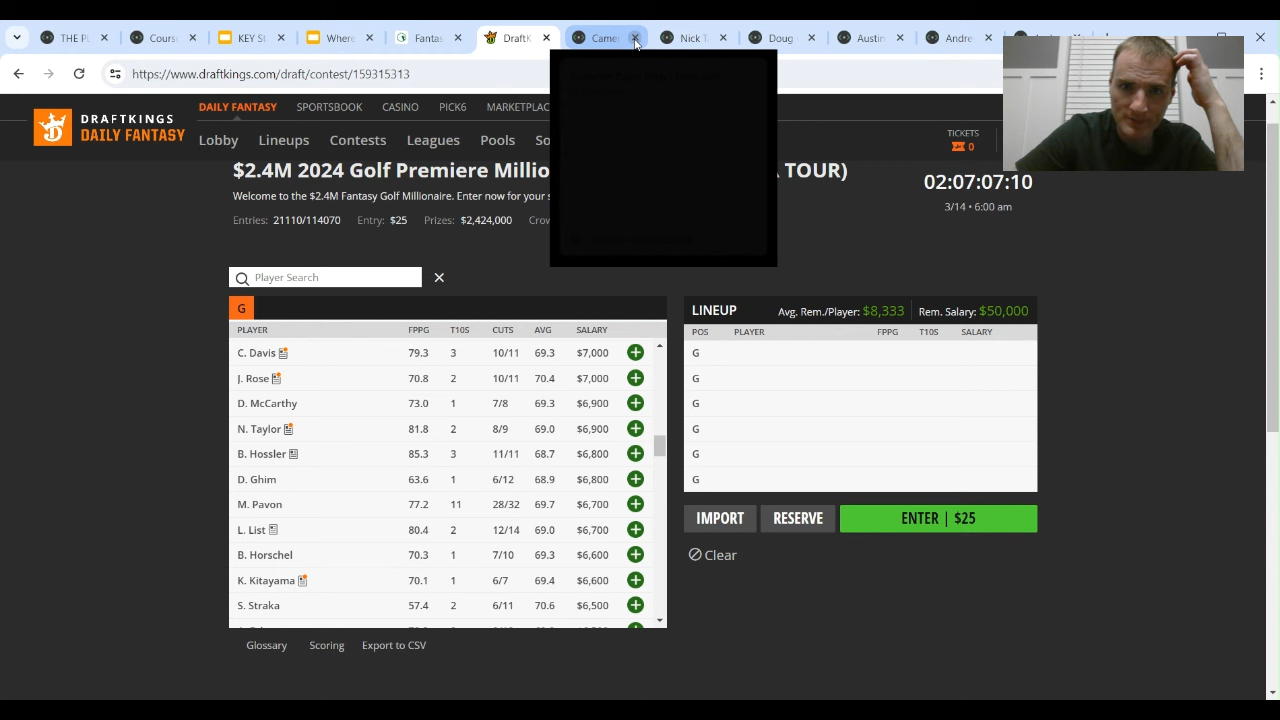 THE PL
Cours
KEY St
Where
Fantas
DraftK
Came
Nick T
Doug
Austin
Andre
https://www.draftkings.com/draft/contest/159315313
DRAFTKINGS
DAILY FANTASY
DAILY FANTASY SPORTSBOOK CASINO PICK6 MARKETPLAC
Lobby Lineups Contests Leagues Pools So
TICKETS
0
$2.4M 2024 Golf Premiere Millio
A TOUR)
Welcome to the $2.4M Fantasy Golf Millionaire. Enter now for your s
Entries: 21110/114070 Entry: $25 Prizes: $2,424,000 Crow
02:07:07:10
3/14 • 6:00 am
Player Search
G
PLAYER FPPG T10S CUTS AVG SALARY
C. Davis 79.3 3 10/11 69.3 $7,000
J. Rose 70.8 2 10/11 70.4 $7,000
D. McCarthy 73.0 1 7/8 69.3 $6,900
N. Taylor 81.8 2 8/9 69.0 $6,900
B. Hossler 85.3 3 11/11 68.7 $6,800
D. Ghim 63.6 1 6/12 68.9 $6,800
M. Pavon 77.2 11 28/32 69.7 $6,700
L. List 80.4 2 12/14 69.0 $6,700
B. Horschel 70.3 1 7/10 69.3 $6,600
K. Kitayama 70.1 1 6/7 69.4 $6,600
S. Straka 57.4 2 6/11 70.6 $6,500
Glossary Scoring Export to CSV
LINEUP Avg. Rem./Player: $8,333 Rem. Salary: $50,000
POS PLAYER FPPG T10S SALARY
G
G
G
G
G
G
IMPORT RESERVE ENTER | $25
Clear